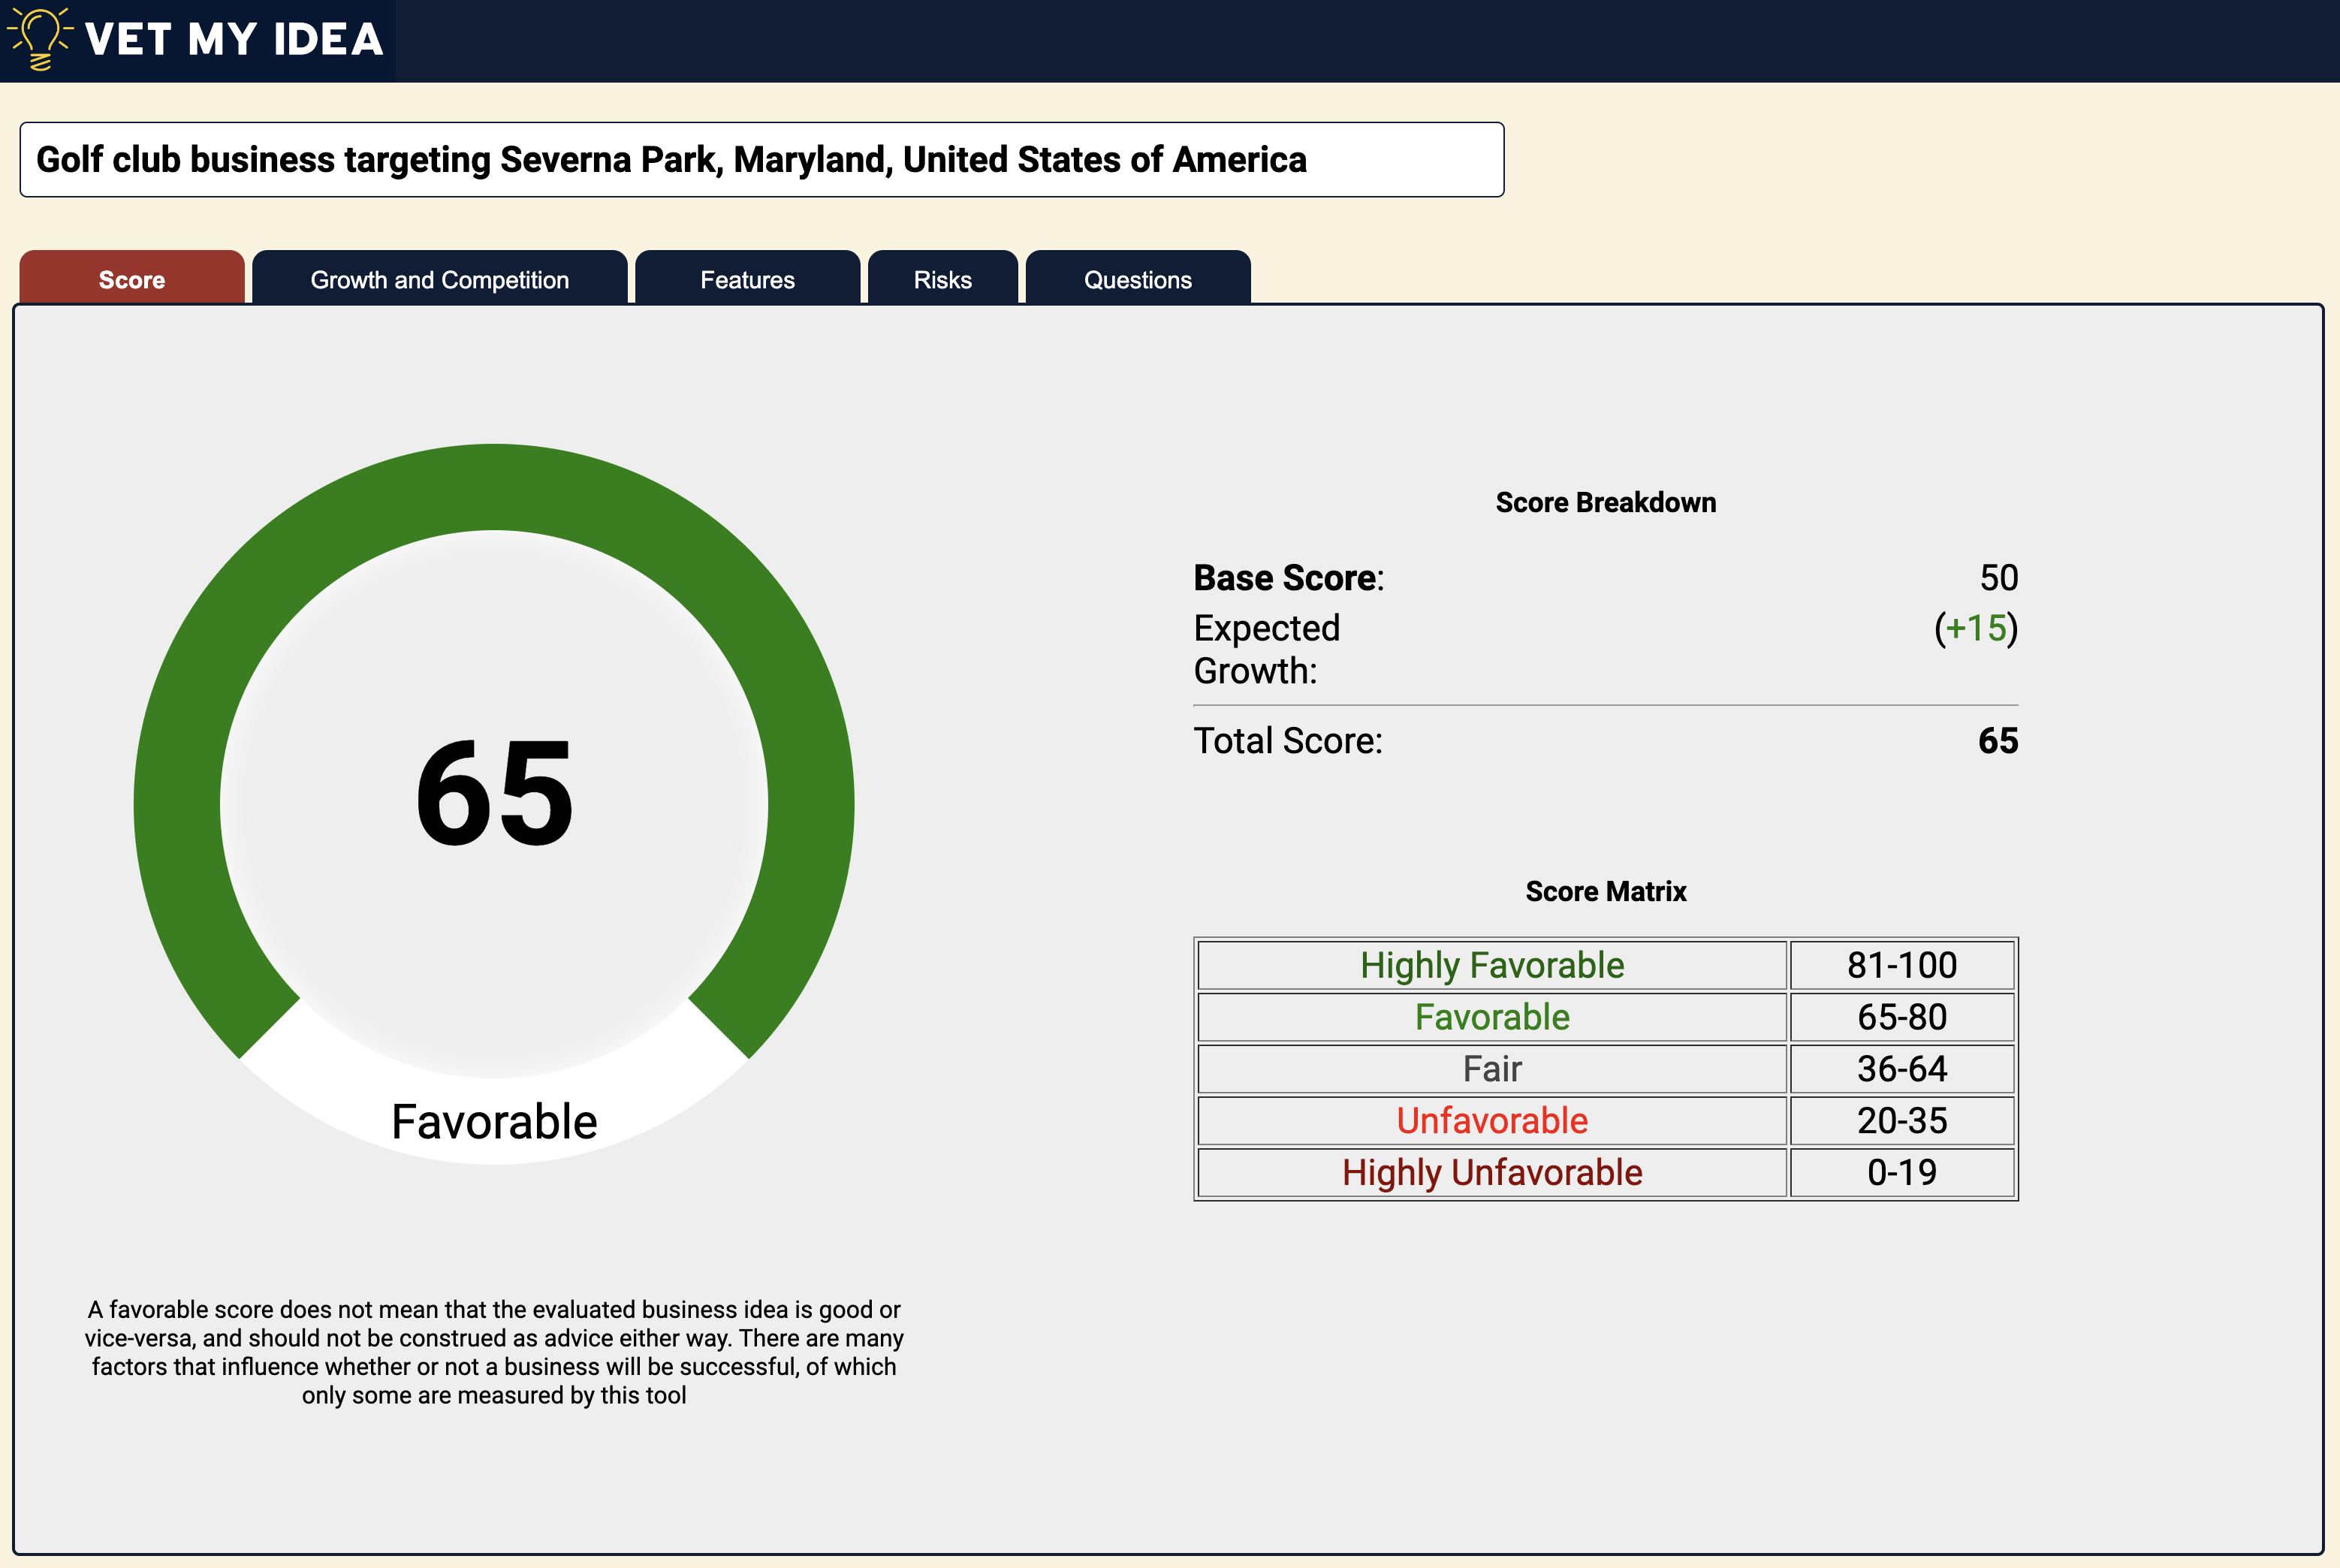 VET MY IDEA
Golf club business targeting Severna Park, Maryland, United States of America
Score
Growth and Competition
Features
Risks
Questions
65
Favorable
A favorable score does not mean that the evaluated business idea is good or
vice-versa, and should not be construed as advice either way. There are many
factors that influence whether or not a business will be successful, of which
only some are measured by this tool
Score Breakdown
Base Score: 50
Expected (+15)
Growth:
Total Score: 65
Score Matrix
Highly Favorable 81-100
Favorable 65-80
Fair 36-64
Unfavorable 20-35
Highly Unfavorable 0-19